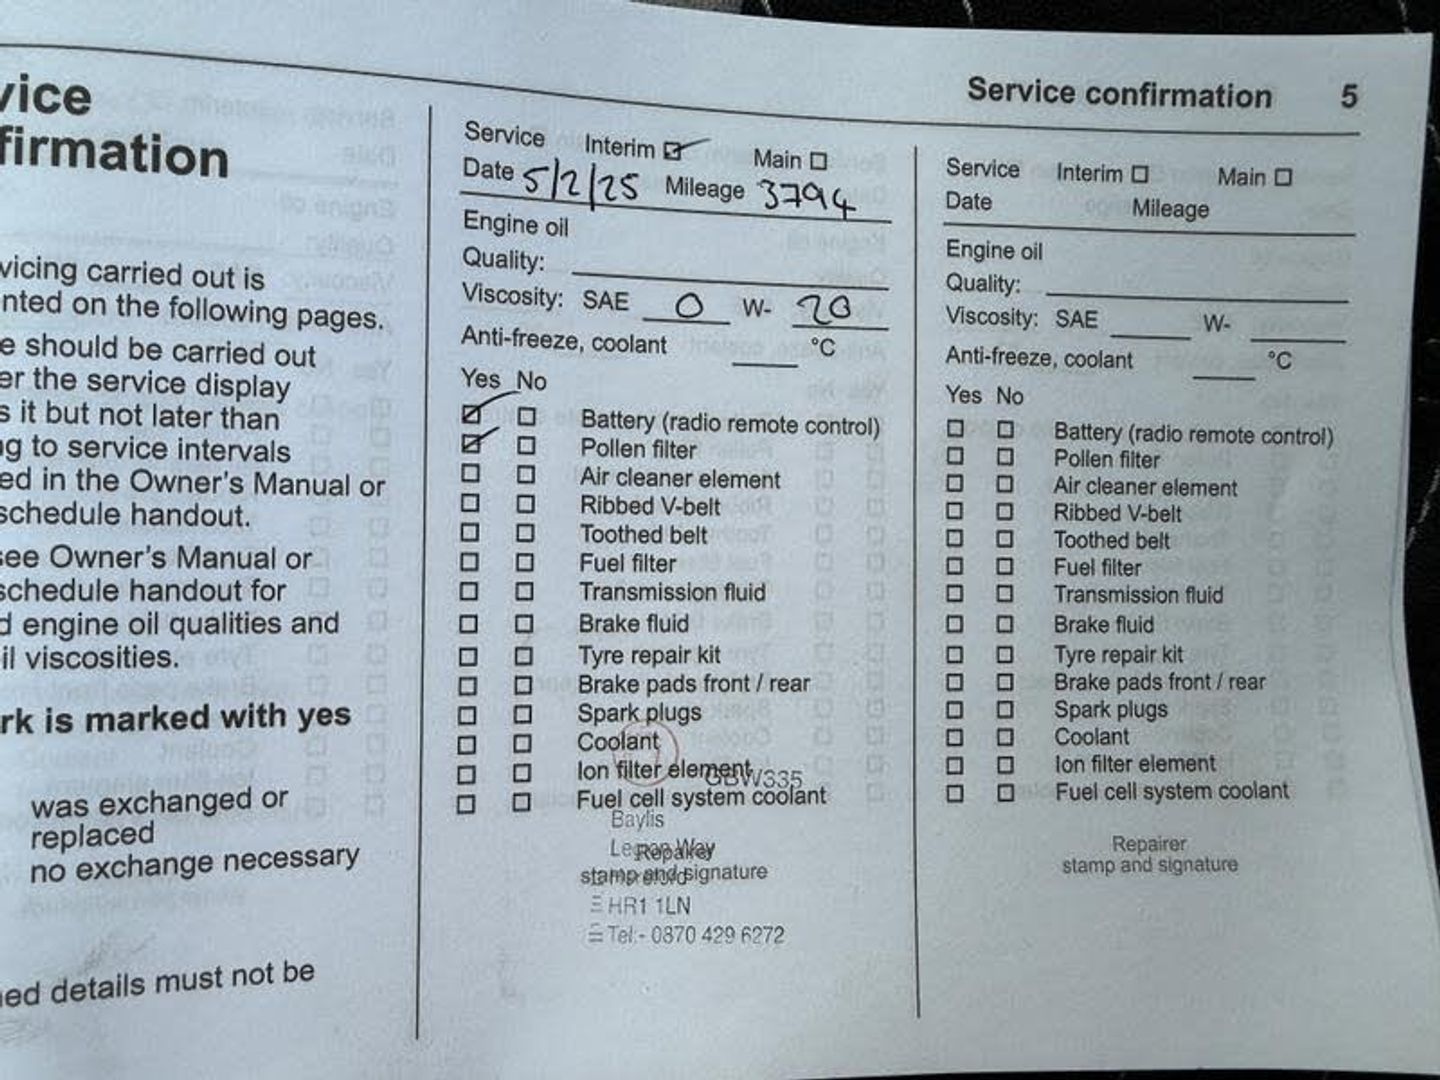 Service confirmation 5
vice
firmation
vicing carried out is
nted on the following pages.
e should be carried out
er the service display
s it but not later than
ng to service intervals
ed in the Owner's Manual or
schedule handout.
see Owner's Manual or
schedule handout for
d engine oil qualities and
il viscosities.
rk is marked with yes
was exchanged or
replaced
no exchange necessary
ned details must not be
Service Interim Main
Date 5/2/25 Mileage 3794
Engine oil
Quality:
Viscosity: SAE 0 W- 20
Anti-freeze, coolant °C
Yes No
Battery (radio remote control)
Pollen filter
Air cleaner element
Ribbed V-belt
Toothed belt
Fuel filter
Transmission fluid
Brake fluid
Tyre repair kit
Brake pads front / rear
Spark plugs
Coolant
Ion filter element
GBW335
Fuel cell system coolant
Baylis
Repairer
stamp and signature
HR1 1LN
Tel:- 0870 429 6272
Service Interim Main
Date Mileage
Engine oil
Quality:
Viscosity: SAE W-
Anti-freeze, coolant °C
Yes No
Battery (radio remote control)
Pollen filter
Air cleaner element
Ribbed V-belt
Toothed belt
Fuel filter
Transmission fluid
Brake fluid
Tyre repair kit
Brake pads front / rear
Spark plugs
Coolant
Ion filter element
Fuel cell system coolant
Repairer
stamp and signature